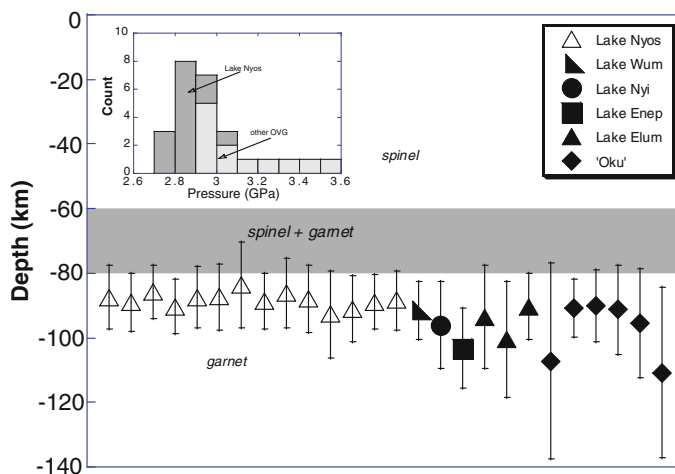 0
-20
-40
-60
-80
-100
-120
-140
Depth (km)
10
8
6
4
2
0
Count
2.6
2.8
3
3.2
3.4
3.6
Pressure (GPa)
Lake Nyos
other OVG
Lake Nyos
Lake Wum
Lake Nyi
Lake Enep
Lake Elum
'Oku'
spinel
spinel + garnet
garnet